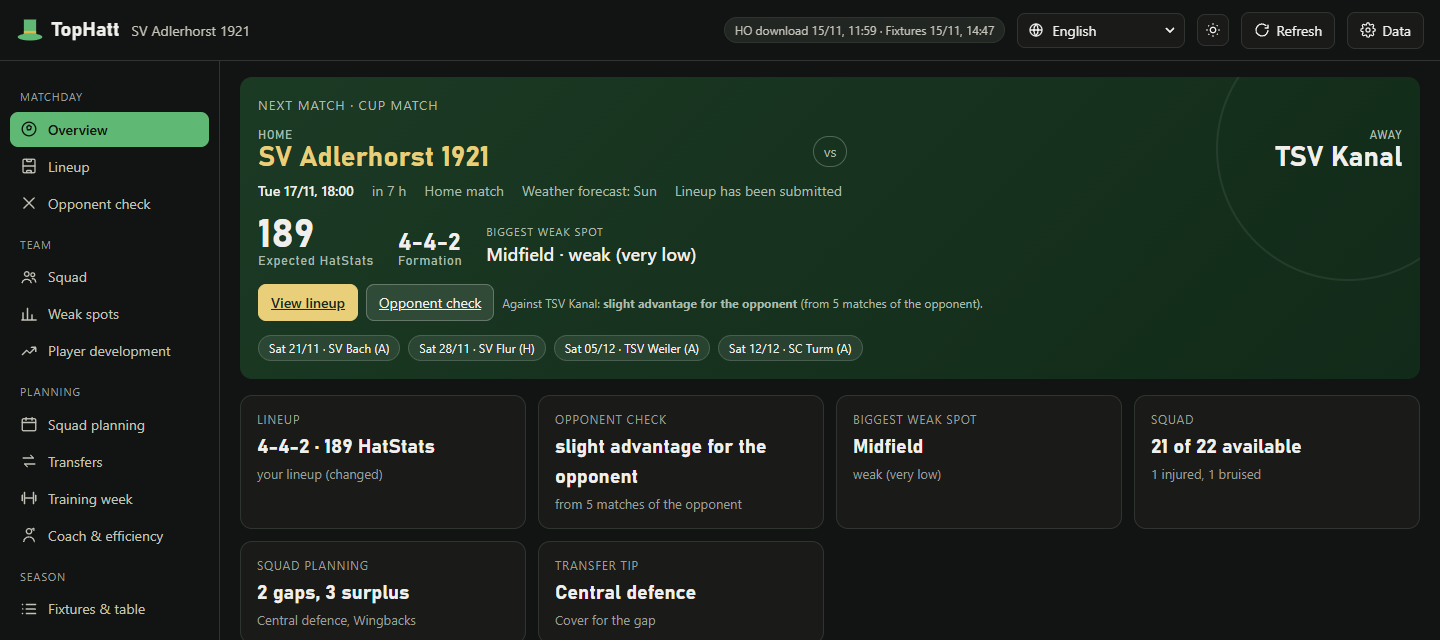 TopHatt SV Adlerhorst 1921
HO download 15/11, 11:59 · Fixtures 15/11, 14:47
English
Refresh
Data
MATCHDAY
Overview
Lineup
Opponent check
TEAM
Squad
Weak spots
Player development
PLANNING
Squad planning
Transfers
Training week
Coach & efficiency
SEASON
Fixtures & table
NEXT MATCH · CUP MATCH
HOME
SV Adlerhorst 1921
vs
AWAY
TSV Kanal
Tue 17/11, 18:00 in 7 h Home match Weather forecast: Sun Lineup has been submitted
189
Expected HatStats
4-4-2
Formation
BIGGEST WEAK SPOT
Midfield · weak (very low)
View lineup
Opponent check
Against TSV Kanal: slight advantage for the opponent (from 5 matches of the opponent).
Sat 21/11 · SV Bach (A)
Sat 28/11 · SV Flur (H)
Sat 05/12 · TSV Weiler (A)
Sat 12/12 · SC Turm (A)
LINEUP
4-4-2 · 189 HatStats
your lineup (changed)
OPPONENT CHECK
slight advantage for the
opponent
from 5 matches of the opponent
BIGGEST WEAK SPOT
Midfield
weak (very low)
SQUAD
21 of 22 available
1 injured, 1 bruised
SQUAD PLANNING
2 gaps, 3 surplus
Central defence, Wingbacks
TRANSFER TIP
Central defence
Cover for the gap